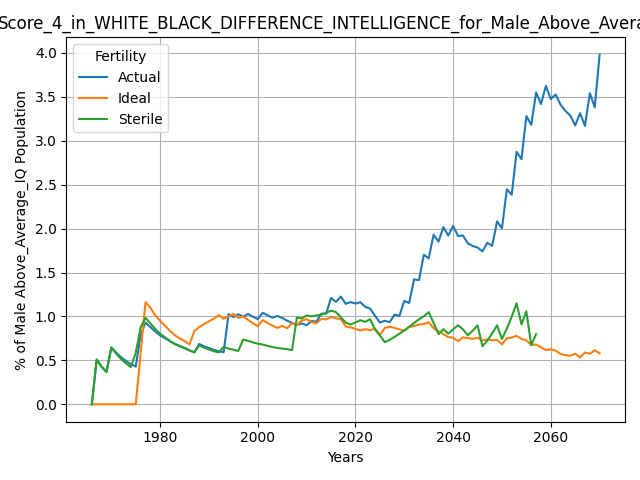 Score_4_in_WHITE_BLACK_DIFFERENCE_INTELLIGENCE_for_Male_Above_Avera
Fertility
Actual
Ideal
Sterile
% of Male Above_Average_IQ Population
4.0
3.5
3.0
2.5
2.0
1.5
1.0
0.5
0.0
1980
2000
2020
2040
2060
Years